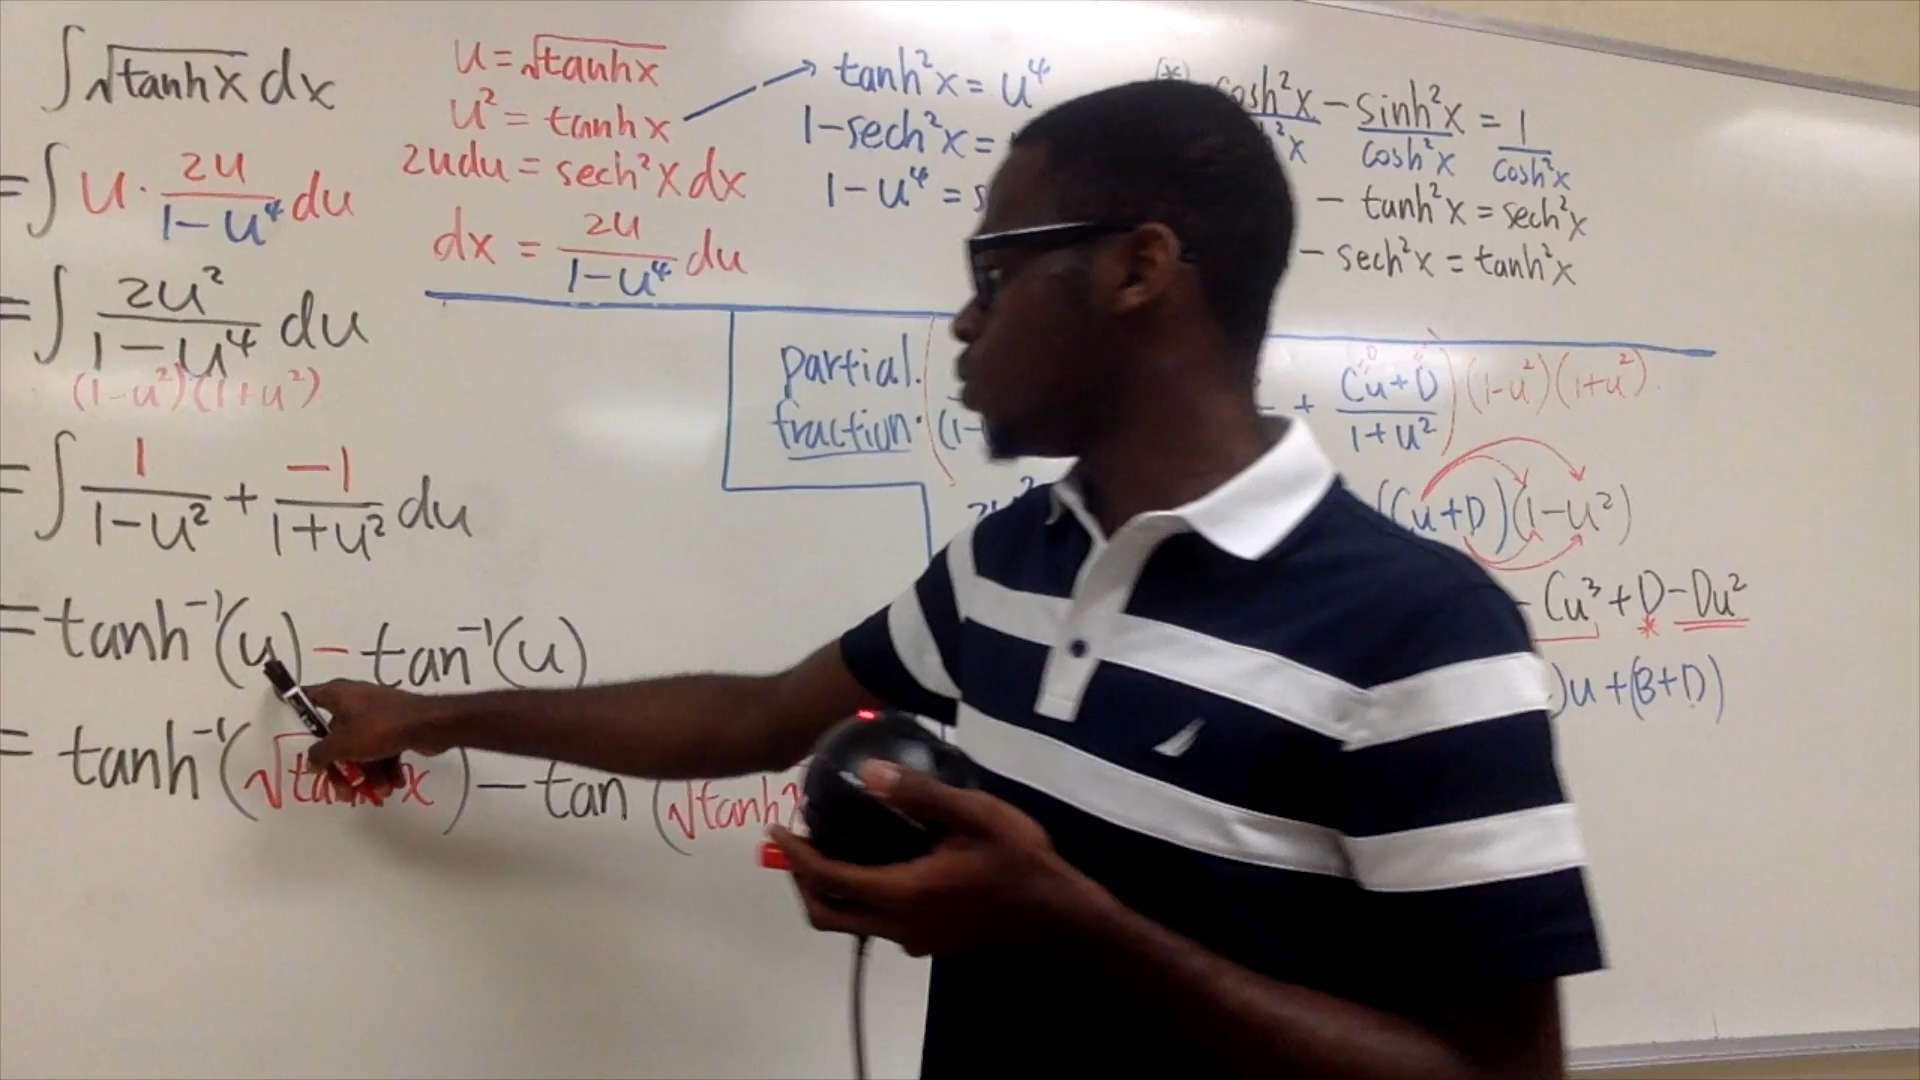 ∫√tanhx dx
= ∫ u · 2u/(1-u⁴) du
= ∫ 2u²/(1-u⁴) du
(1-u²)(1+u²)
= ∫ 1/(1-u²) + -1/(1+u²) du
= tanh⁻¹(u) - tan⁻¹(u)
= tanh⁻¹(√ x) - tan (√tanhx
u = √tanhx
u² = tanhx
2udu = sech²x dx
dx = 2u/(1-u⁴) du
tanh²x = u⁴
1-sech²x =
1-u⁴ =
(*) cosh²x - sinh²x = 1
cosh²x cosh²x
- tanh²x = sech²x
- sech²x = tanh²x
partial.
fraction.
(1-
+ (Cu+D)/(1+u²) ) (1-u²)(1+u²)
(Cu+D)(1-u²)
- Cu³ + D - Du²
*
)u + (B+D)